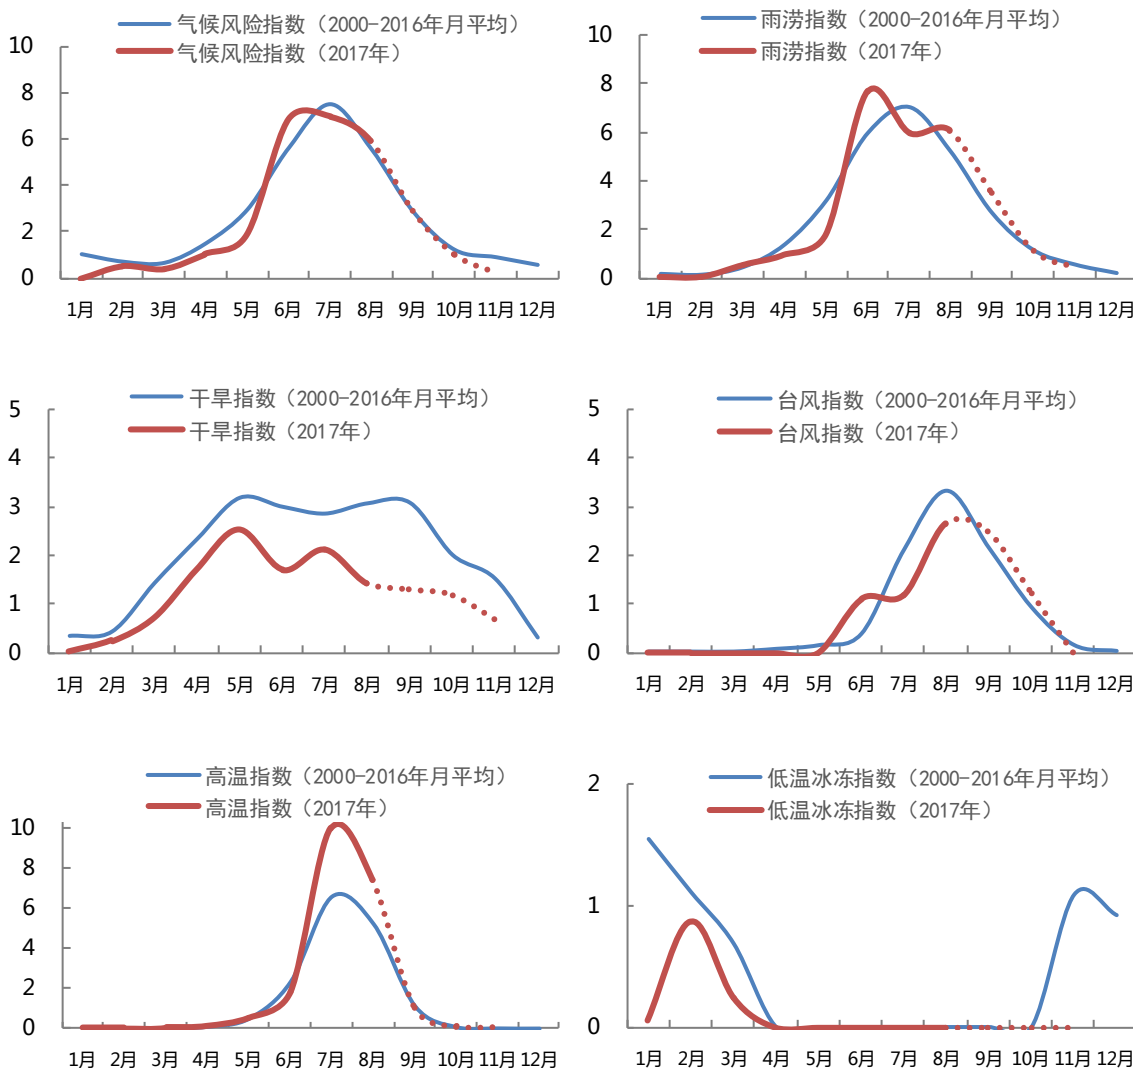 气候风险指数（2000-2016年月平均）
气候风险指数（2017年）
10
8
6
4
2
0
1月 2月 3月 4月 5月 6月 7月 8月 9月 10月 11月 12月
雨涝指数（2000-2016年月平均）
雨涝指数（2017年）
10
8
6
4
2
0
1月 2月 3月 4月 5月 6月 7月 8月 9月 10月 11月 12月
干旱指数（2000-2016年月平均）
干旱指数（2017年）
5
4
3
2
1
0
1月 2月 3月 4月 5月 6月 7月 8月 9月 10月 11月 12月
台风指数（2000-2016年月平均）
台风指数（2017年）
5
4
3
2
1
0
1月 2月 3月 4月 5月 6月 7月 8月 9月 10月 11月 12月
高温指数（2000-2016年月平均）
高温指数（2017年）
10
8
6
4
2
0
1月 2月 3月 4月 5月 6月 7月 8月 9月 10月 11月 12月
低温冰冻指数（2000-2016年月平均）
低温冰冻指数（2017年）
2
1
0
1月 2月 3月 4月 5月 6月 7月 8月 9月 10月 11月 12月